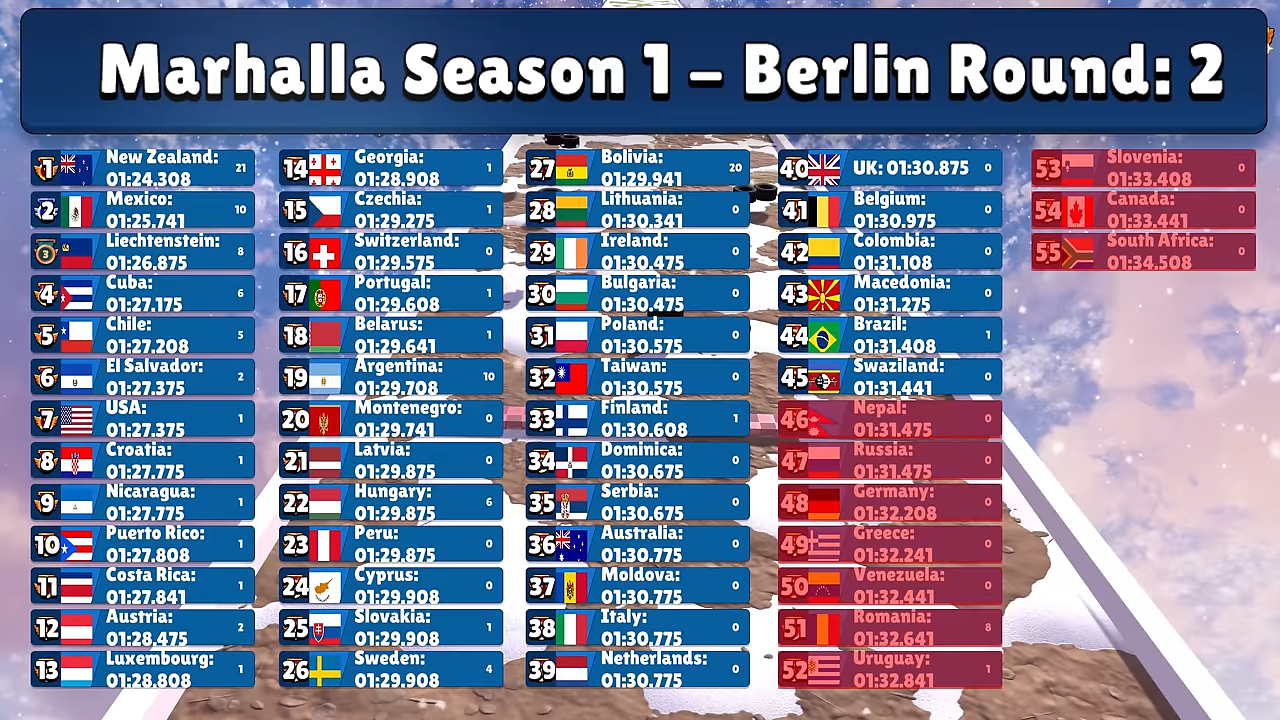 Marhalla Season 1 – Berlin Round: 2
1 New Zealand: 21
01:24.308
2 Mexico: 10
01:25.741
3 Liechtenstein: 8
01:26.875
4 Cuba: 6
01:27.175
5 Chile: 5
01:27.208
6 El Salvador: 2
01:27.375
7 USA: 1
01:27.375
8 Croatia: 1
01:27.775
9 Nicaragua: 1
01:27.775
10 Puerto Rico: 1
01:27.808
11 Costa Rica: 1
01:27.841
12 Austria: 2
01:28.475
13 Luxembourg: 1
01:28.808
14 Georgia: 1
01:28.908
15 Czechia: 1
01:29.275
16 Switzerland: 0
01:29.575
17 Portugal: 1
01:29.608
18 Belarus: 1
01:29.641
19 Argentina: 10
01:29.708
20 Montenegro: 0
01:29.741
21 Latvia: 0
01:29.875
22 Hungary: 6
01:29.875
23 Peru: 0
01:29.875
24 Cyprus: 0
01:29.908
25 Slovakia: 1
01:29.908
26 Sweden: 4
01:29.908
27 Bolivia: 20
01:29.941
28 Lithuania: 0
01:30.341
29 Ireland: 0
01:30.475
30 Bulgaria: 0
01:30.475
31 Poland: 0
01:30.575
32 Taiwan: 0
01:30.575
33 Finland: 1
01:30.608
34 Dominica: 0
01:30.675
35 Serbia: 0
01:30.675
36 Australia: 0
01:30.775
37 Moldova: 0
01:30.775
38 Italy: 0
01:30.775
39 Netherlands: 0
01:30.775
40 UK: 01:30.875 0
41 Belgium: 0
01:30.975
42 Colombia: 0
01:31.108
43 Macedonia: 0
01:31.275
44 Brazil: 1
01:31.408
45 Swaziland: 0
01:31.441
46 Nepal: 0
01:31.475
47 Russia: 0
01:31.475
48 Germany: 0
01:32.208
49 Greece: 0
01:32.241
50 Venezuela: 0
01:32.441
51 Romania: 8
01:32.641
52 Uruguay: 1
01:32.841
53 Slovenia: 0
01:33.408
54 Canada: 0
01:33.441
55 South Africa: 0
01:34.508